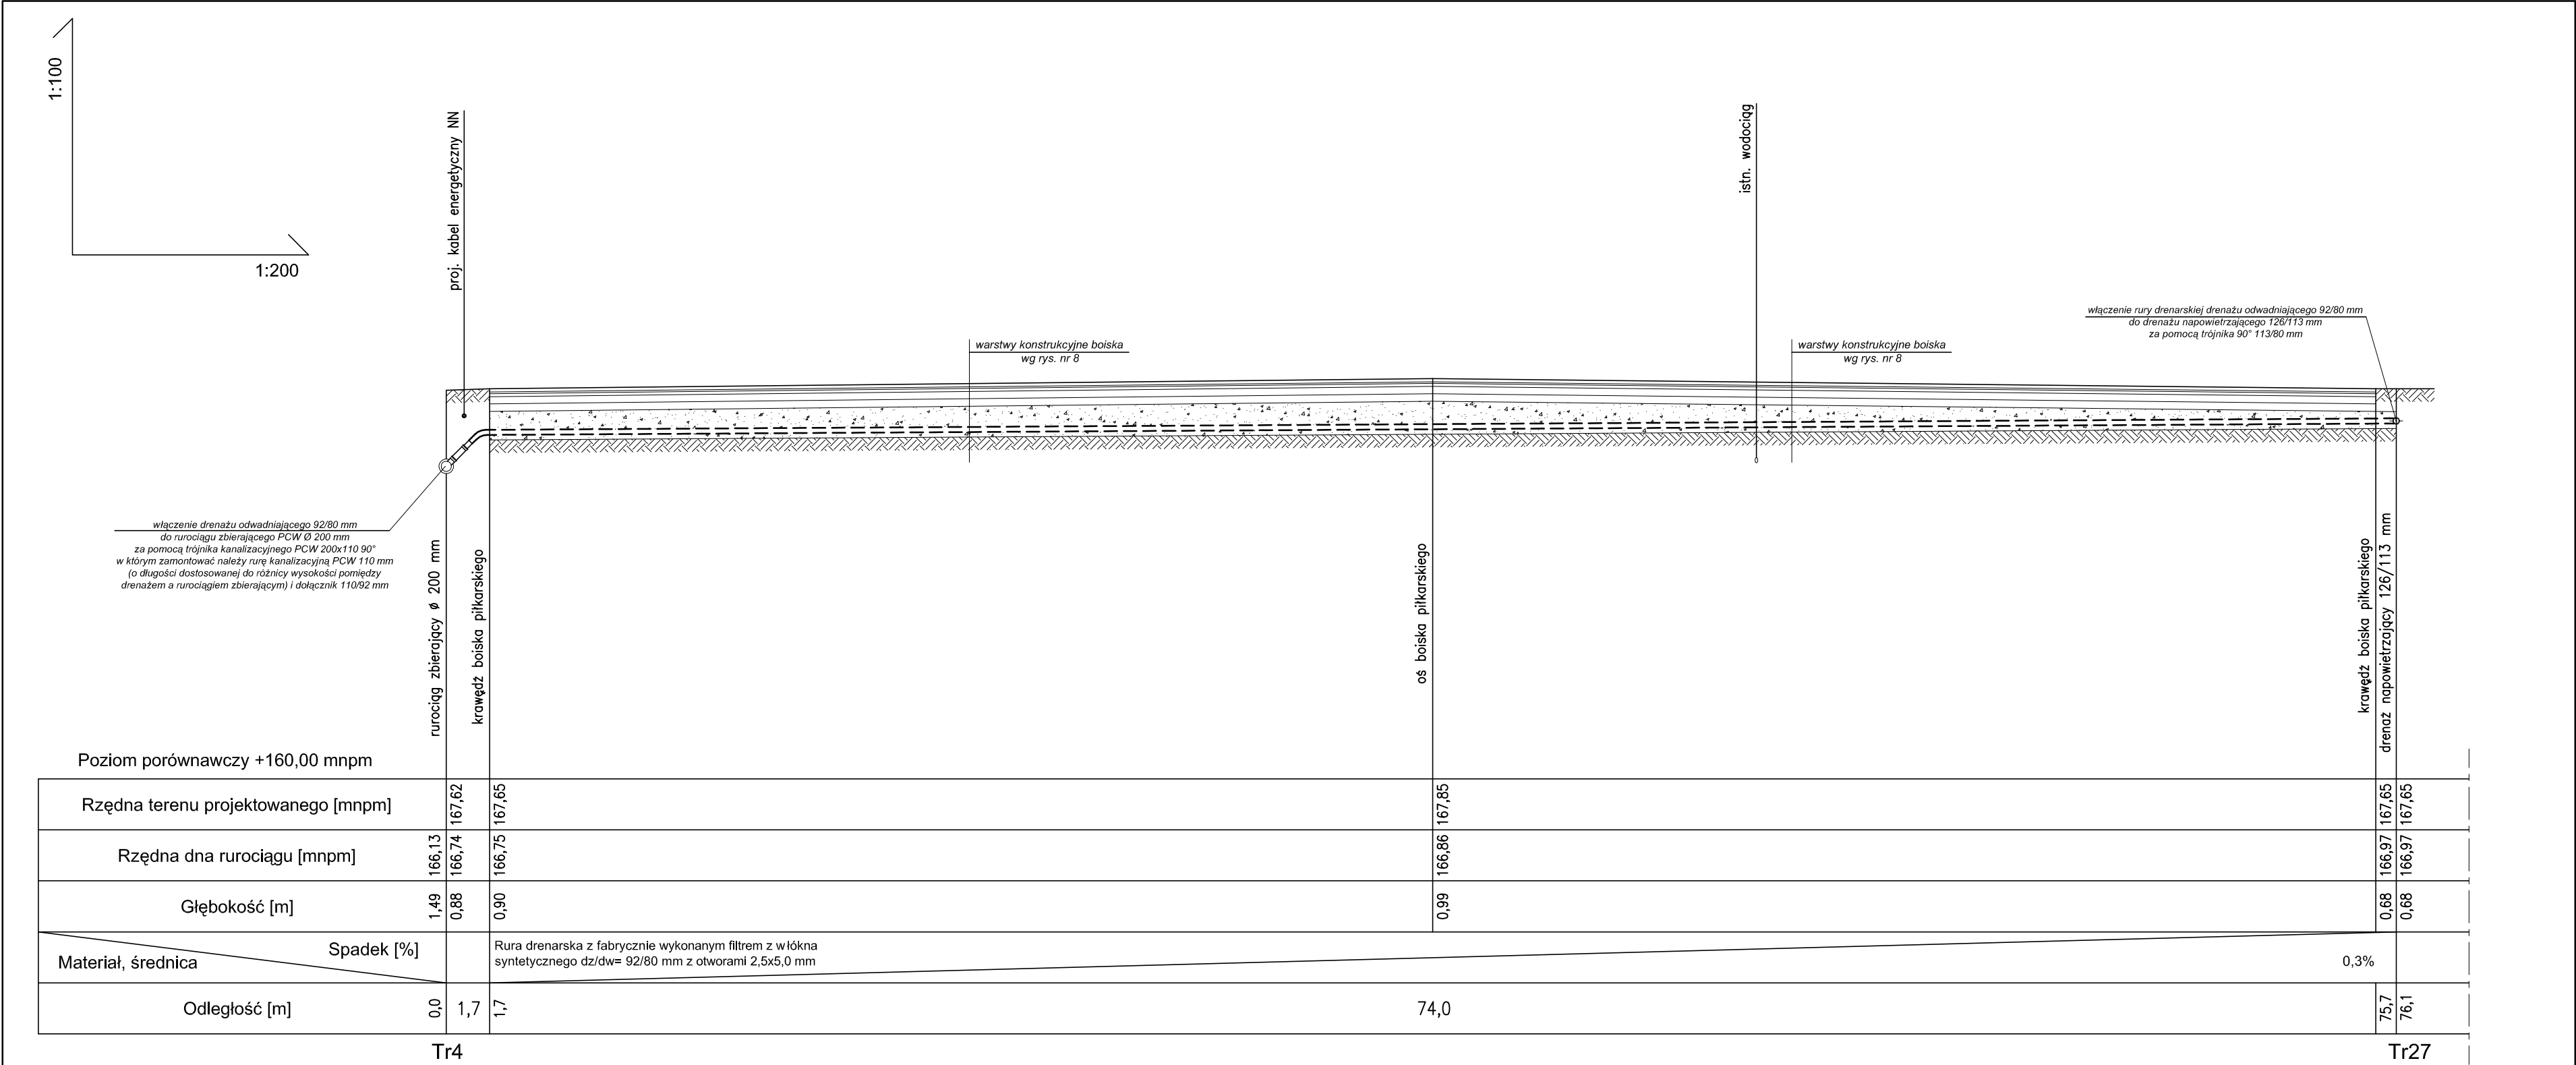 1:100
1:200
proj. kabel energetyczny NN
istn. wodociąg
włączenie rury drenarskiej drenażu odwadniającego 92/80 mm
do drenażu napowietrzającego 126/113 mm
za pomocą trójnika 90° 113/80 mm
warstwy konstrukcyjne boiska
wg rys. nr 8
warstwy konstrukcyjne boiska
wg rys. nr 8
włączenie drenażu odwadniającego 92/80 mm
do rurociągu zbierającego PCW Ø 200 mm
za pomocą trójnika kanalizacyjnego PCW 200x110 90°
w którym zamontować należy rurę kanalizacyjną PCW 110 mm
(o długości dostosowanej do różnicy wysokości pomiędzy
drenażem a rurociągiem zbierającym) i dołącznik 110/92 mm
rurociąg zbierający ø 200 mm
krawędź boiska piłkarskiego
oś boiska piłkarskiego
krawędź boiska piłkarskiego
drenaż napowietrzający 126/113 mm
Poziom porównawczy +160,00 mnpm
Rzędna terenu projektowanego [mnpm]
167,62
167,65
167,85
167,65
167,65
Rzędna dna rurociągu [mnpm]
166,13
166,74
166,75
166,86
166,97
166,97
Głębokość [m]
1,49
0,88
0,90
0,99
0,68
0,68
Spadek [%]
Materiał, średnica
Rura drenarska z fabrycznie wykonanym filtrem z włókna
syntetycznego dz/dw= 92/80 mm z otworami 2,5x5,0 mm
0,3%
Odległość [m]
0,0
1,7
1,7
74,0
75,7
76,1
Tr4
Tr27